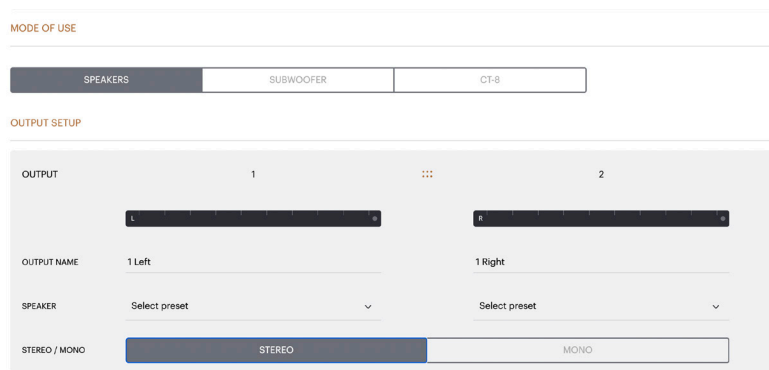 MODE OF USE
SPEAKERS SUBWOOFER CT-8
OUTPUT SETUP
OUTPUT 1 2
L R
OUTPUT NAME 1 Left 1 Right
SPEAKER Select preset Select preset
STEREO / MONO STEREO MONO